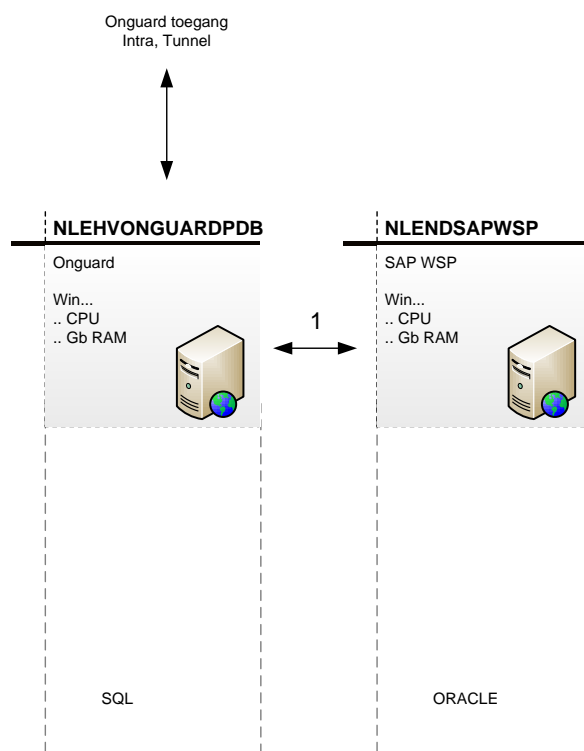 Onguard toegang
Intra, Tunnel
NLEHVONGUARDPDB
Onguard
Win...
.. CPU
.. Gb RAM
1
NLENDSAPWSP
SAP WSP
Win...
.. CPU
.. Gb RAM
SQL
ORACLE